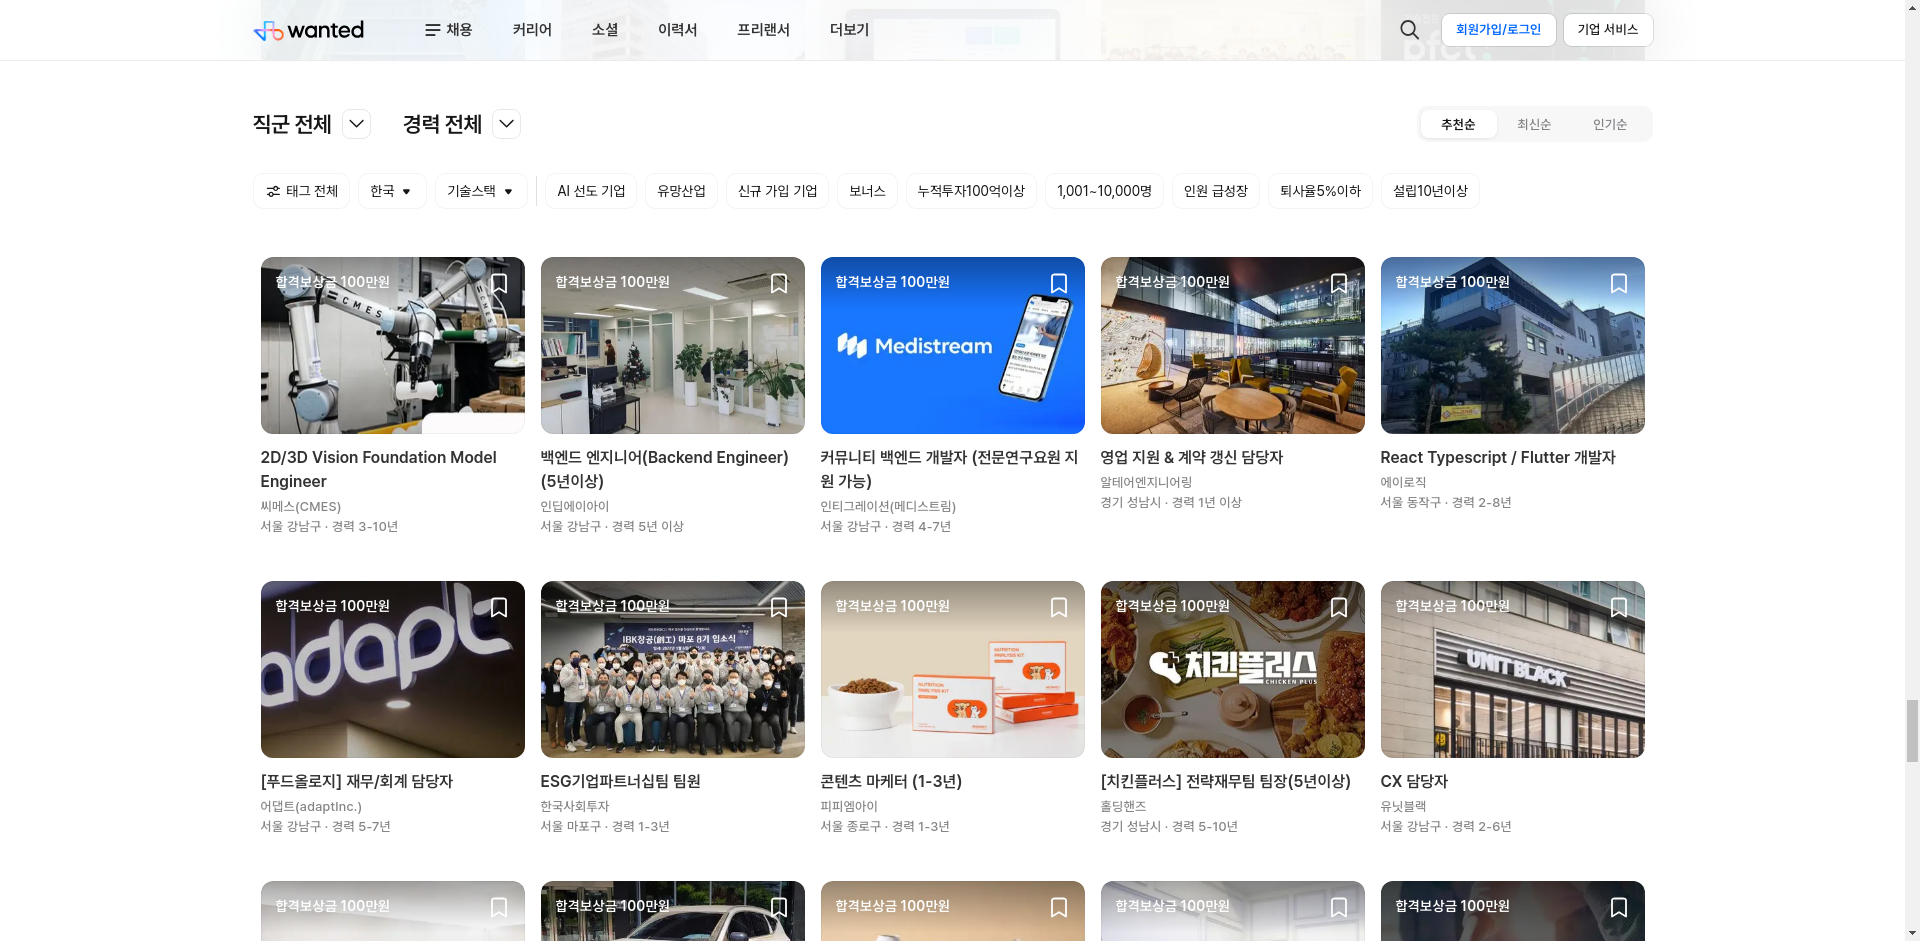 wanted
채용
커리어
소셜
이력서
프리랜서
더보기
회원가입/로그인
기업 서비스
직군 전체
경력 전체
추천순
최신순
인기순
태그 전체
한국
기술스택
AI 선도 기업
유망산업
신규 가입 기업
보너스
누적투자100억이상
1,001~10,000명
인원 급성장
퇴사율5%이하
설립10년이상
합격보상금 100만원
CMES
2D/3D Vision Foundation Model
Engineer
씨메스(CMES)
서울 강남구 · 경력 3-10년
합격보상금 100만원
백엔드 엔지니어(Backend Engineer)
(5년이상)
인딥에이아이
서울 강남구 · 경력 5년 이상
합격보상금 100만원
Medistream
커뮤니티 백엔드 개발자 (전문연구요원 지
원 가능)
인티그레이션(메디스트림)
서울 강남구 · 경력 4-7년
합격보상금 100만원
영업 지원 & 계약 갱신 담당자
알테어엔지니어링
경기 성남시 · 경력 1년 이상
합격보상금 100만원
React Typescript / Flutter 개발자
에이로직
서울 동작구 · 경력 2-8년
합격보상금 100만원
adapt
[푸드올로지] 재무/회계 담당자
어댑트(adaptInc.)
서울 강남구 · 경력 5-7년
합격보상금 100만원
IBK창공(創工) 마포 8기 입소식
ESG기업파트너십팀 팀원
한국사회투자
서울 마포구 · 경력 1-3년
합격보상금 100만원
NUTRITION
ANALYSIS KIT
NUTRITION
ANALYSIS KIT
콘텐츠 마케터 (1-3년)
피피엠아이
서울 종로구 · 경력 1-3년
합격보상금 100만원
치킨플러스
CHICKEN PLUS
[치킨플러스] 전략재무팀 팀장(5년이상)
홀딩핸즈
경기 성남시 · 경력 5-10년
합격보상금 100만원
UNIT BLACK
CX 담당자
유닛블랙
서울 강남구 · 경력 2-6년
합격보상금 100만원
합격보상금 100만원
합격보상금 100만원
합격보상금 100만원
합격보상금 100만원